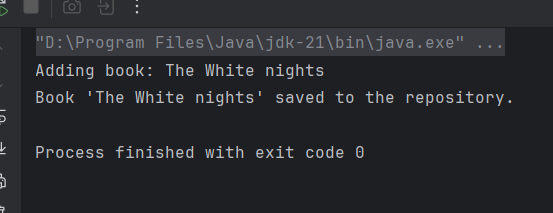 "D:\Program Files\Java\jdk-21\bin\java.exe" ...
Adding book: The White nights
Book 'The White nights' saved to the repository.
Process finished with exit code 0